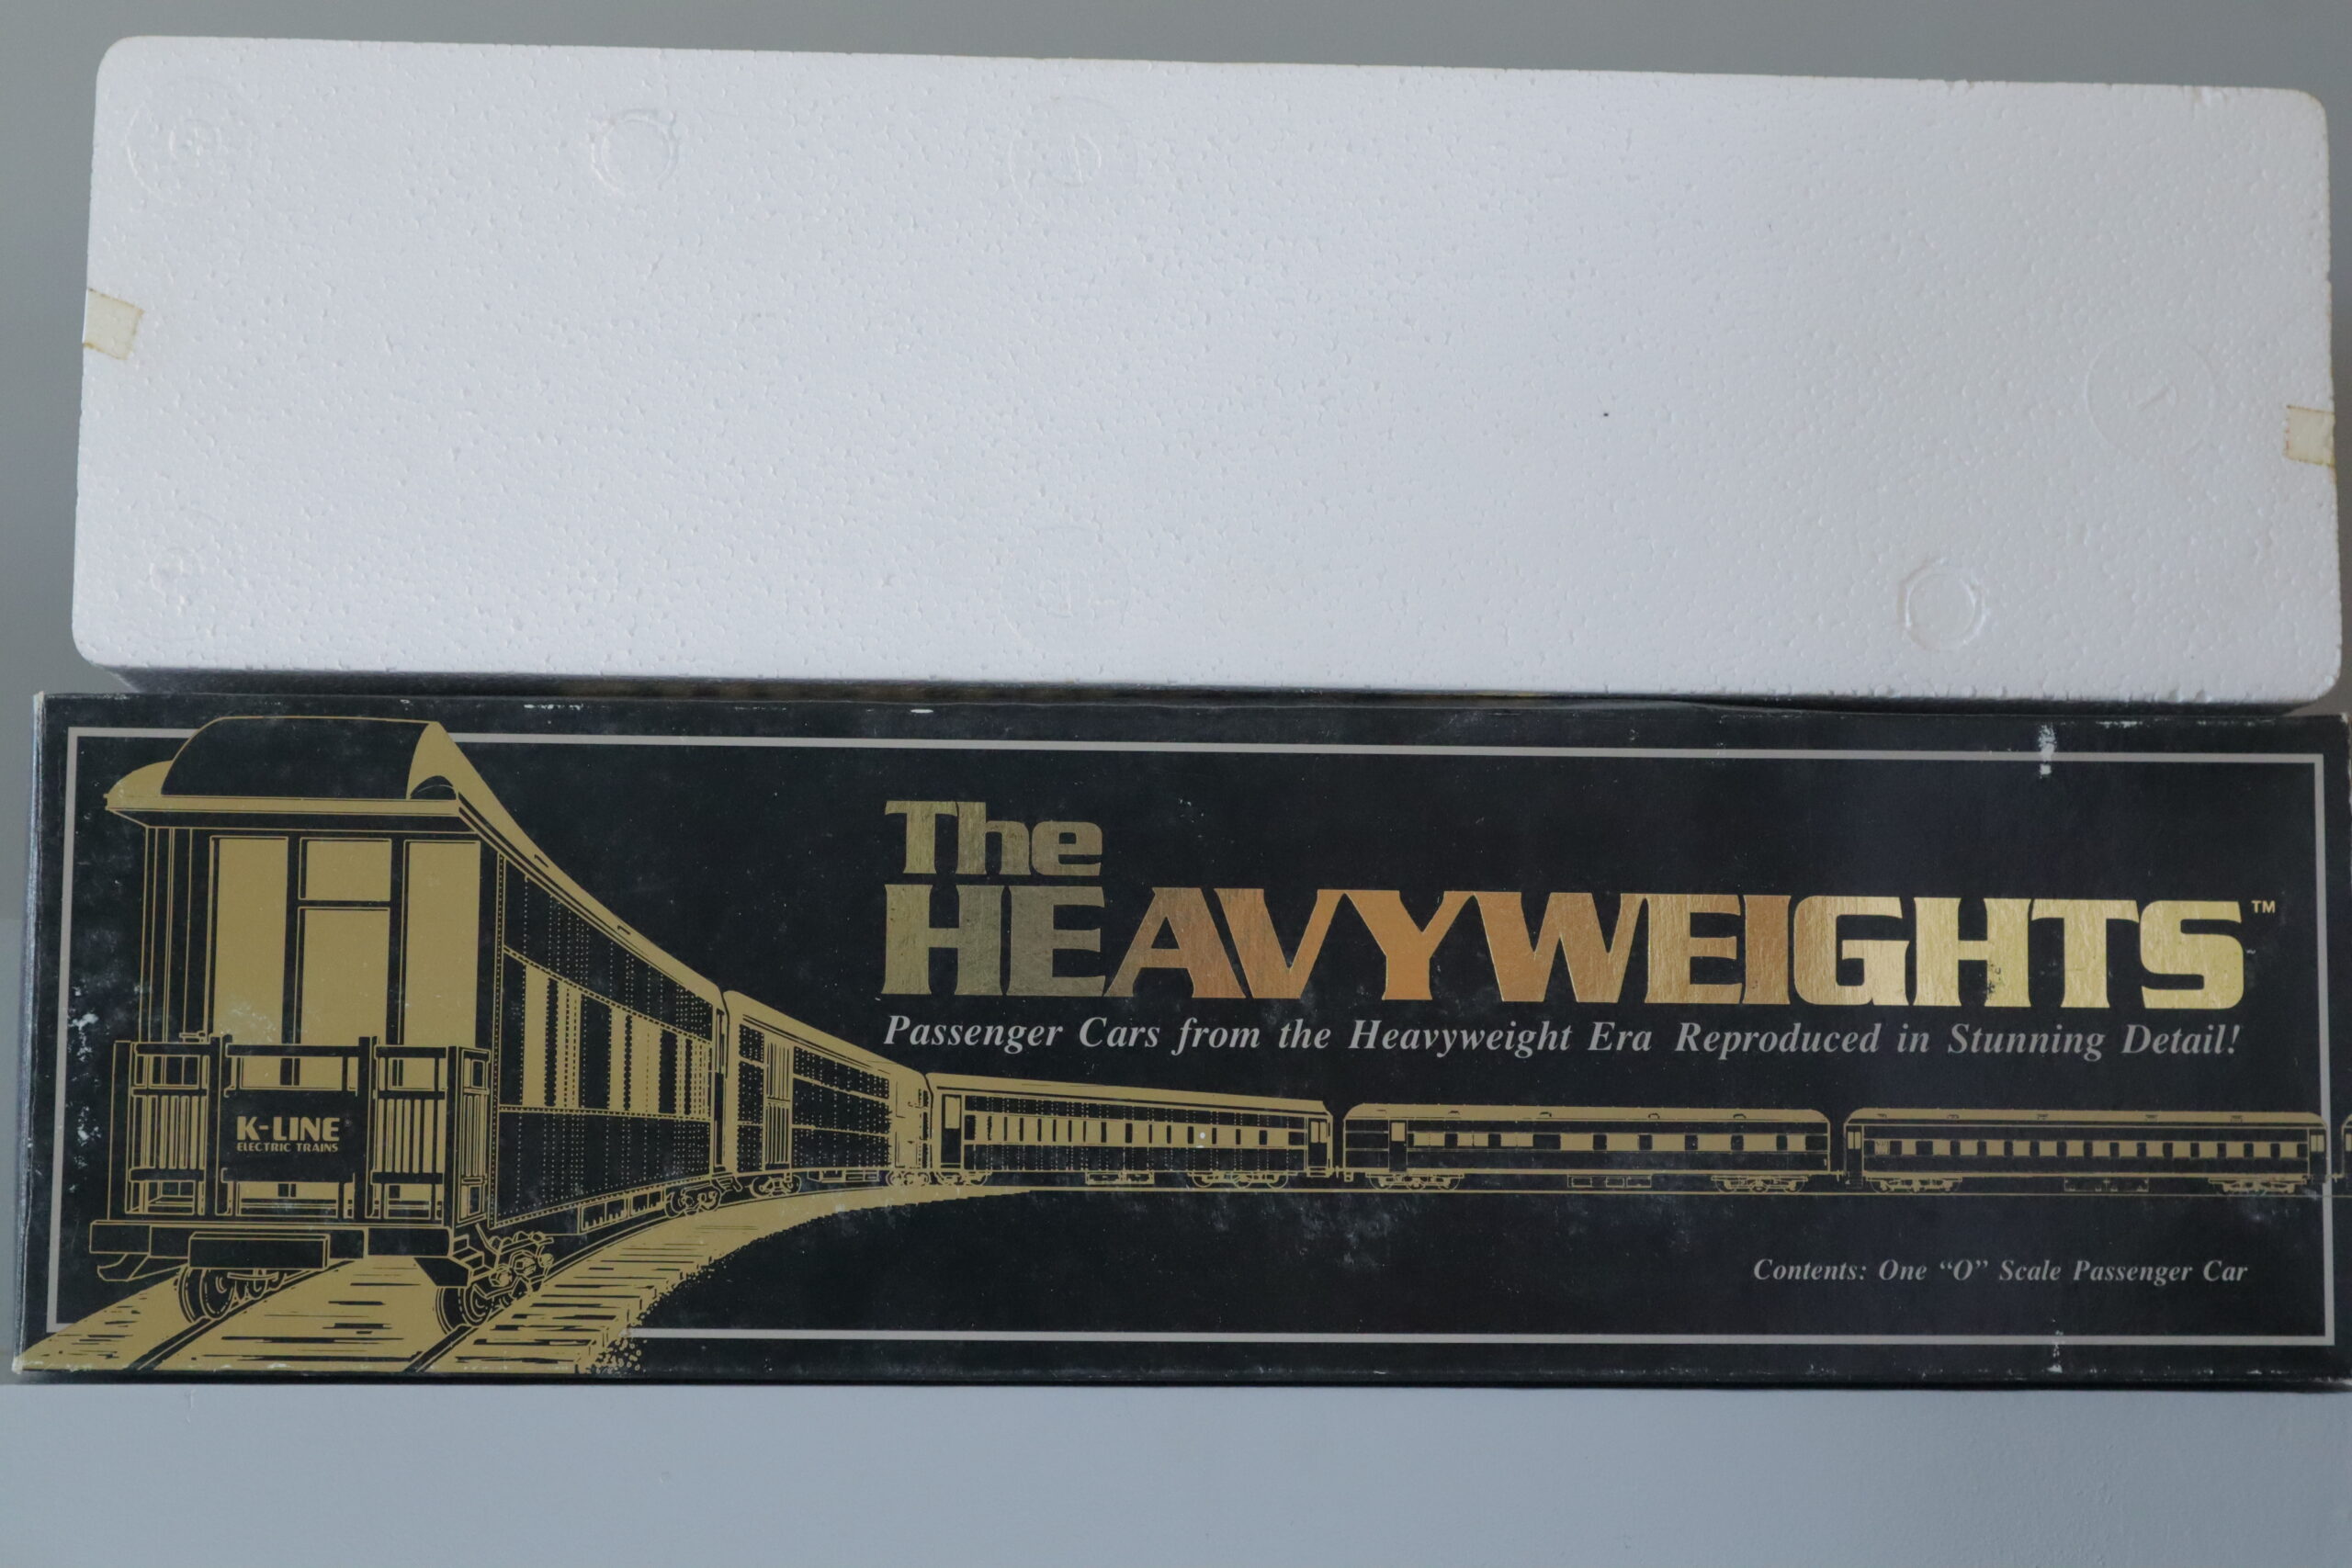 The
HEAVYWEIGHTS™
Passenger Cars from the Heavyweight Era Reproduced in Stunning Detail!
K-LINE
ELECTRIC TRAINS
Contents: One “O” Scale Passenger Car